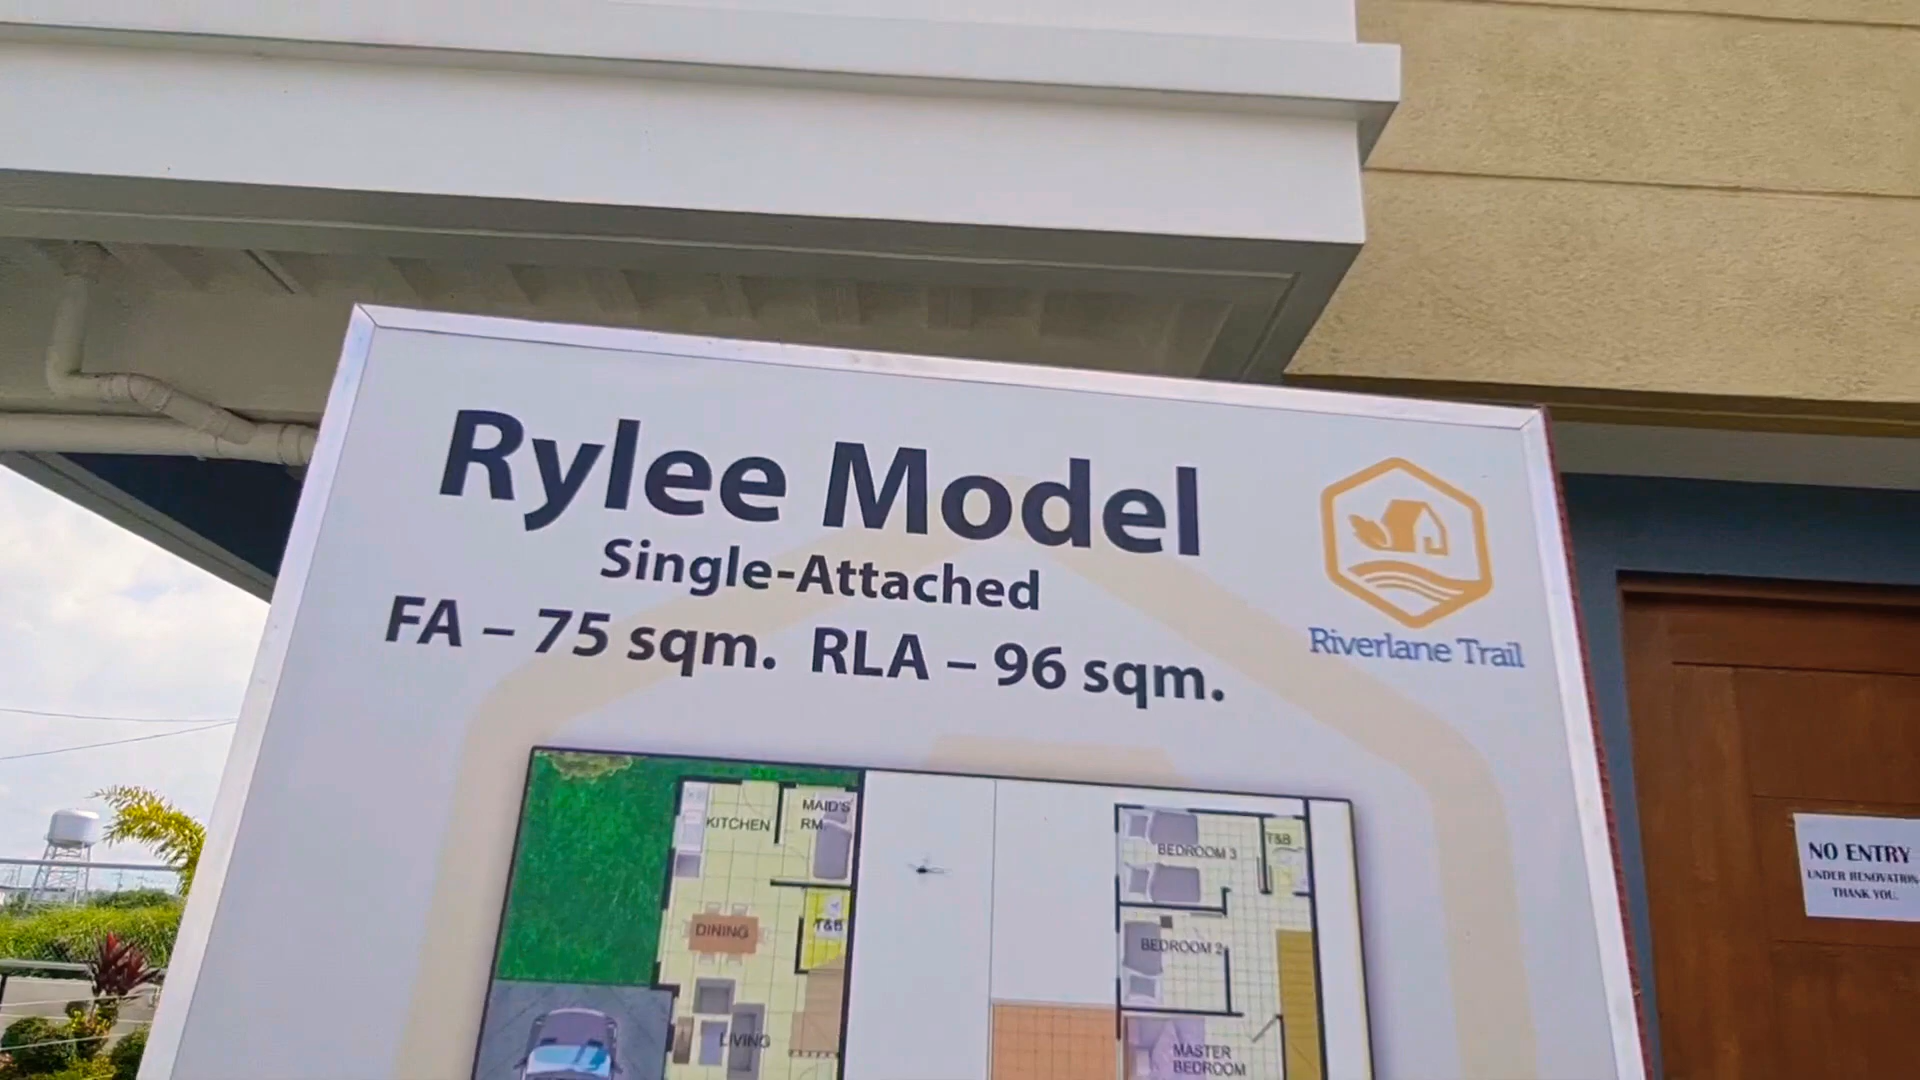 Rylee Model
Single-Attached
FA – 75 sqm. RLA – 96 sqm.
Riverlane Trail
KITCHEN
MAID'S
RM.
DINING
T&B
LIVING
BEDROOM 3
T&B
BEDROOM 2
MASTER
BEDROOM
NO ENTRY
UNDER RENOVATION
THANK YOU.